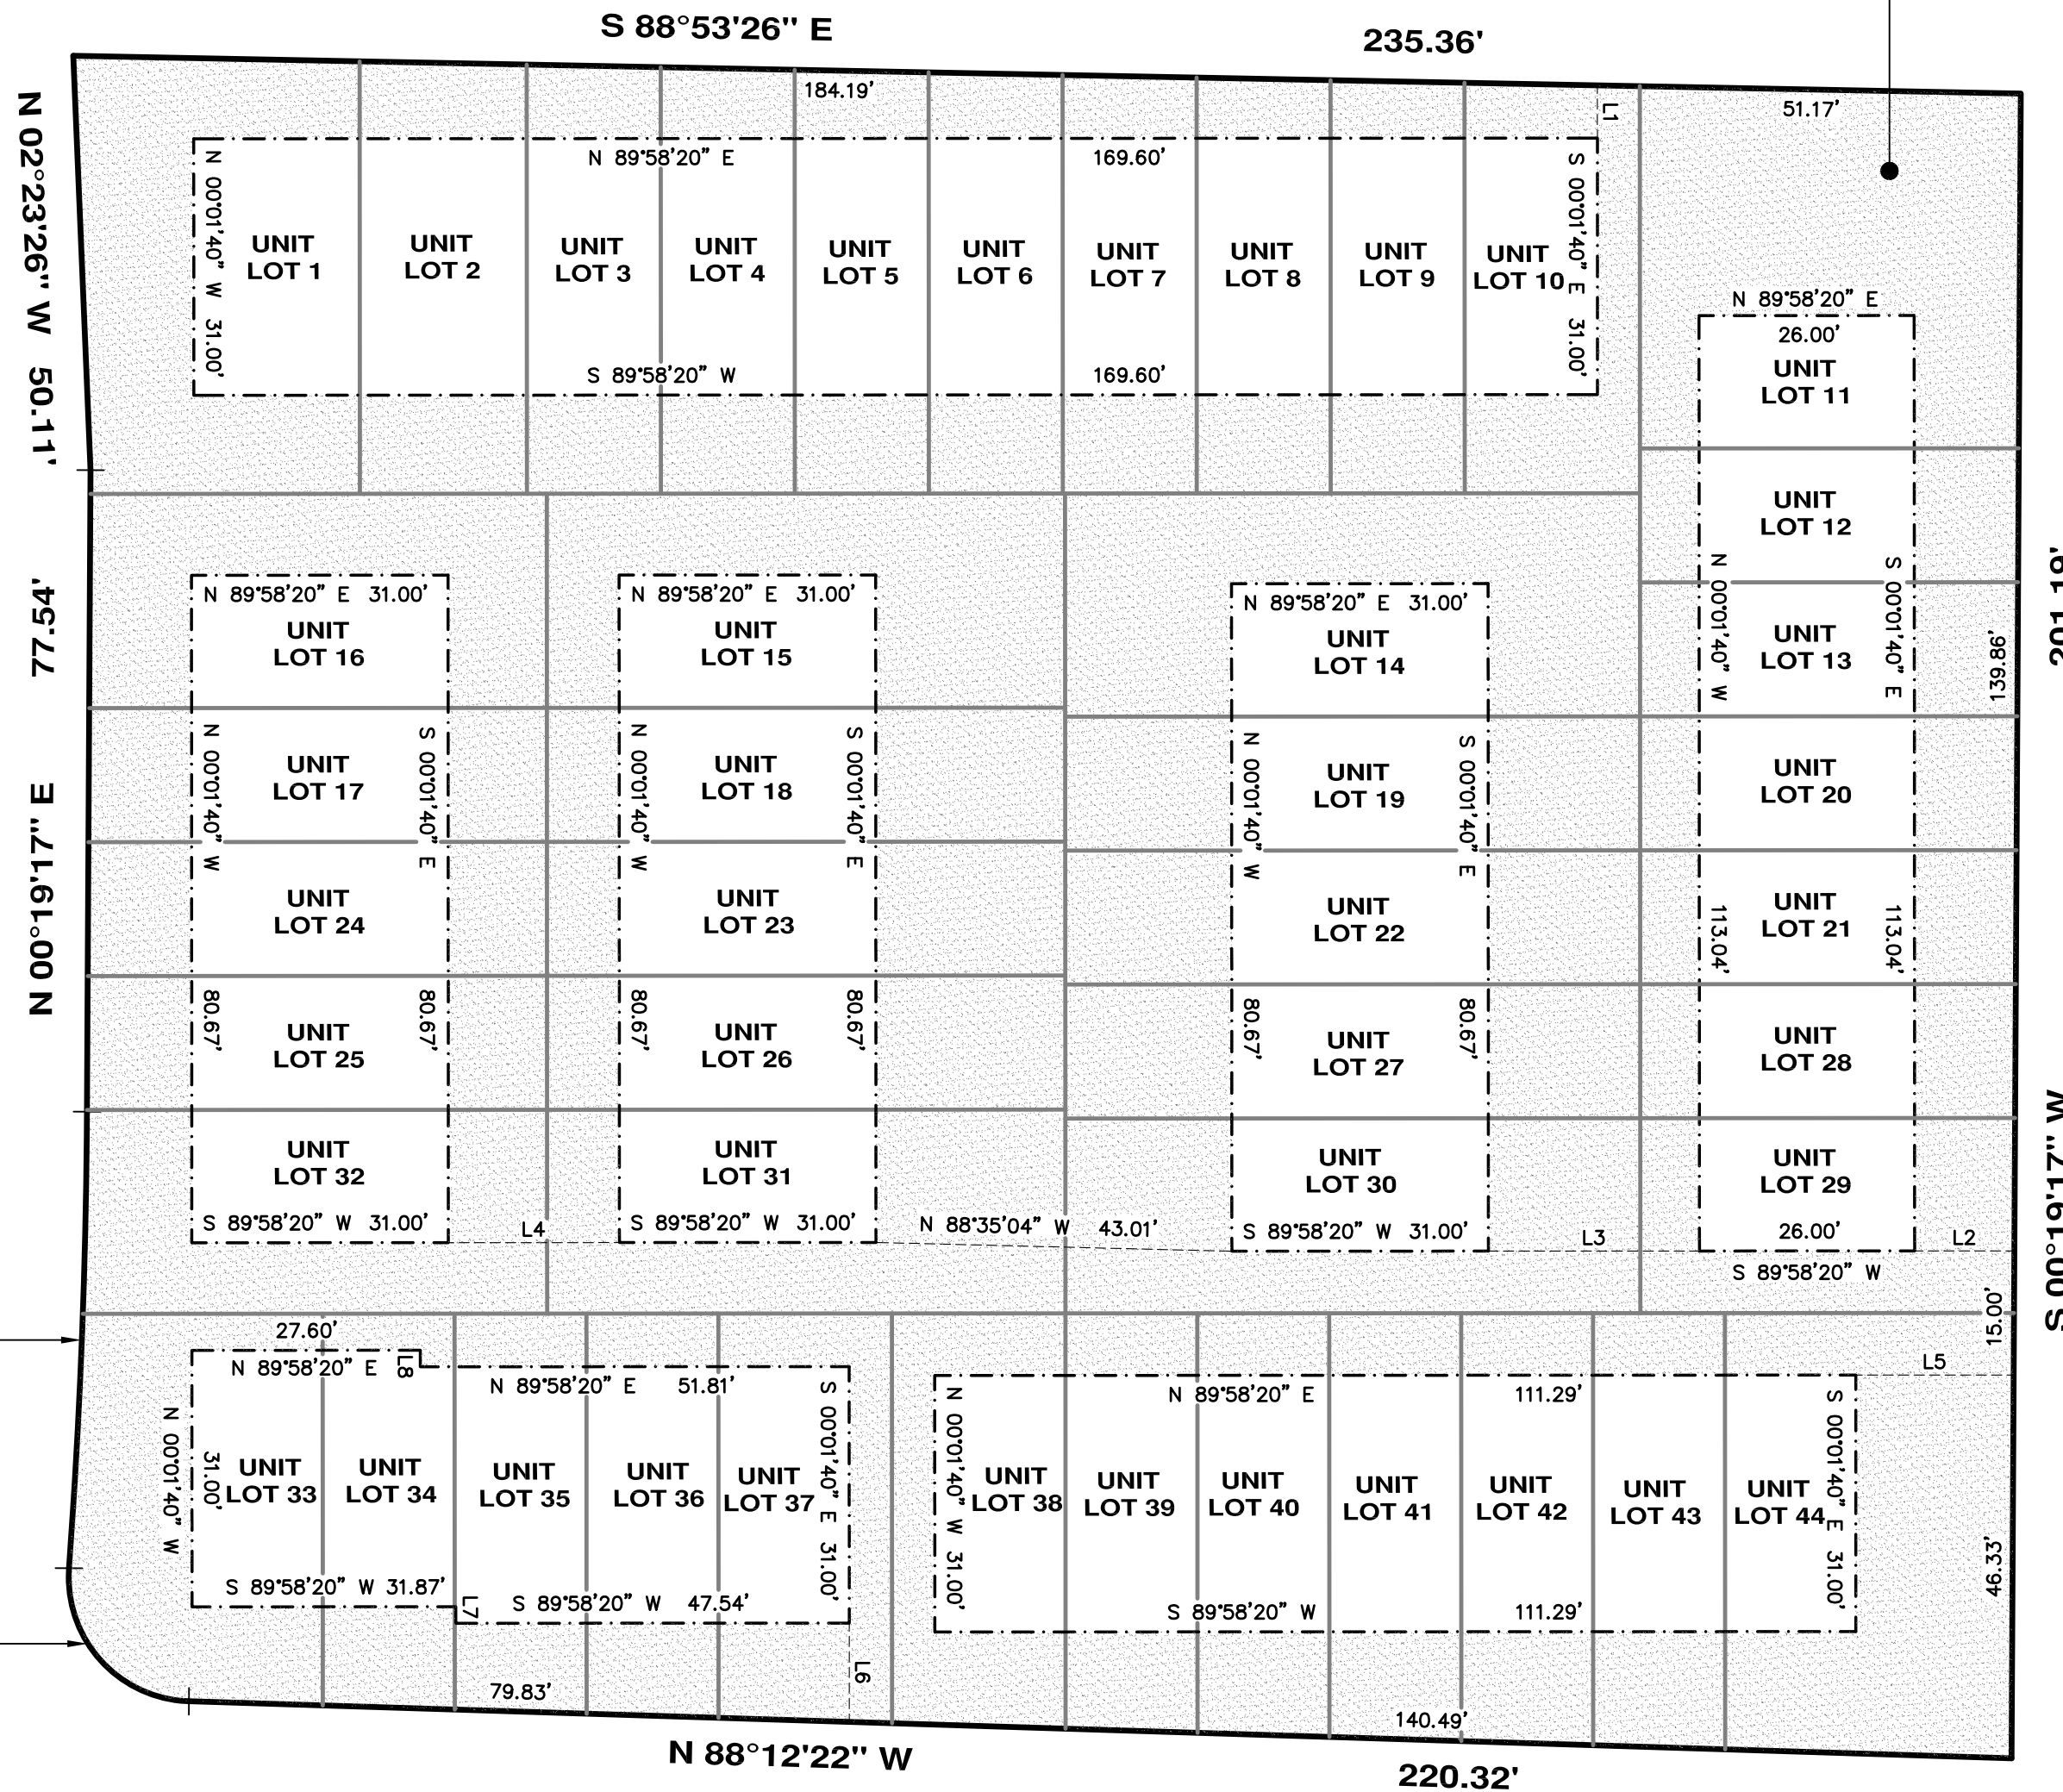 S 88°53'26" E
235.36'
184.19'
51.17'
L1
N 02°23'26" W 50.11'
N 89°58'20" E
169.60'
N 00°01'40" W 31.00'
S 00°01'40" E 31.00'
UNIT
LOT 1
UNIT
LOT 2
UNIT
LOT 3
UNIT
LOT 4
UNIT
LOT 5
UNIT
LOT 6
UNIT
LOT 7
UNIT
LOT 8
UNIT
LOT 9
UNIT
LOT 10
S 89°58'20" W
169.60'
N 89°58'20" E
26.00'
UNIT
LOT 11
UNIT
LOT 12
N 00°01'40" W
S 00°01'40" E
UNIT
LOT 13
139.86'
201.19'
N 00°19'17" E 77.54'
N 89°58'20" E 31.00'
UNIT
LOT 16
N 89°58'20" E 31.00'
UNIT
LOT 15
N 89°58'20" E 31.00'
UNIT
LOT 14
N 00°01'40" W
UNIT
LOT 17
S 00°01'40" E
N 00°01'40" W
UNIT
LOT 18
S 00°01'40" E
N 00°01'40" W
UNIT
LOT 19
S 00°01'40" E
UNIT
LOT 20
UNIT
LOT 24
UNIT
LOT 23
UNIT
LOT 22
113.04'
UNIT
LOT 21
113.04'
80.67'
UNIT
LOT 25
80.67'
80.67'
UNIT
LOT 26
80.67'
80.67'
UNIT
LOT 27
80.67'
UNIT
LOT 28
UNIT
LOT 32
UNIT
LOT 31
UNIT
LOT 30
UNIT
LOT 29
S 89°58'20" W 31.00'
L4
S 89°58'20" W 31.00'
N 88°35'04" W 43.01'
S 89°58'20" W 31.00'
L3
26.00'
L2
S 89°58'20" W
S 00°19'17" W
15.00'
27.60'
N 89°58'20" E
L8
N 89°58'20" E 51.81'
N 89°58'20" E
111.29'
L5
N 00°01'40" W
31.00'
UNIT
LOT 33
UNIT
LOT 34
UNIT
LOT 35
UNIT
LOT 36
UNIT
LOT 37
S 00°01'40" E 31.00'
N 00°01'40" W 31.00'
UNIT
LOT 38
UNIT
LOT 39
UNIT
LOT 40
UNIT
LOT 41
UNIT
LOT 42
UNIT
LOT 43
UNIT
LOT 44
S 00°01'40" E 31.00'
46.33'
S 89°58'20" W 31.87'
L7
S 89°58'20" W 47.54'
S 89°58'20" W
111.29'
L6
79.83'
140.49'
N 88°12'22" W
220.32'